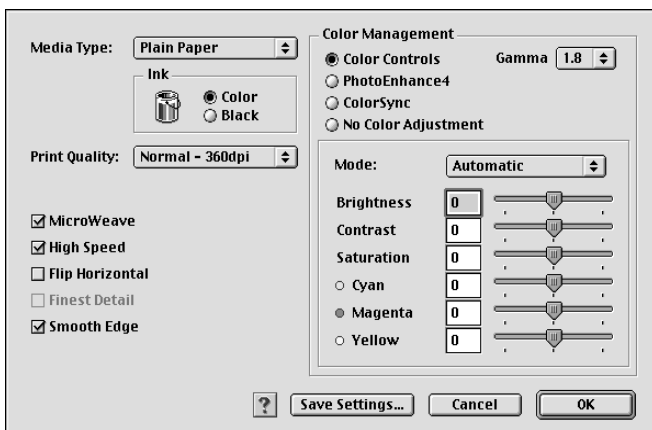 Media Type: Plain Paper
Ink
Color
Black
Print Quality: Normal - 360dpi
MicroWeave
High Speed
Flip Horizontal
Finest Detail
Smooth Edge
Color Management
Color Controls Gamma 1.8
PhotoEnhance4
ColorSync
No Color Adjustment
Mode: Automatic
Brightness 0
Contrast 0
Saturation 0
Cyan 0
Magenta 0
Yellow 0
? Save Settings... Cancel OK